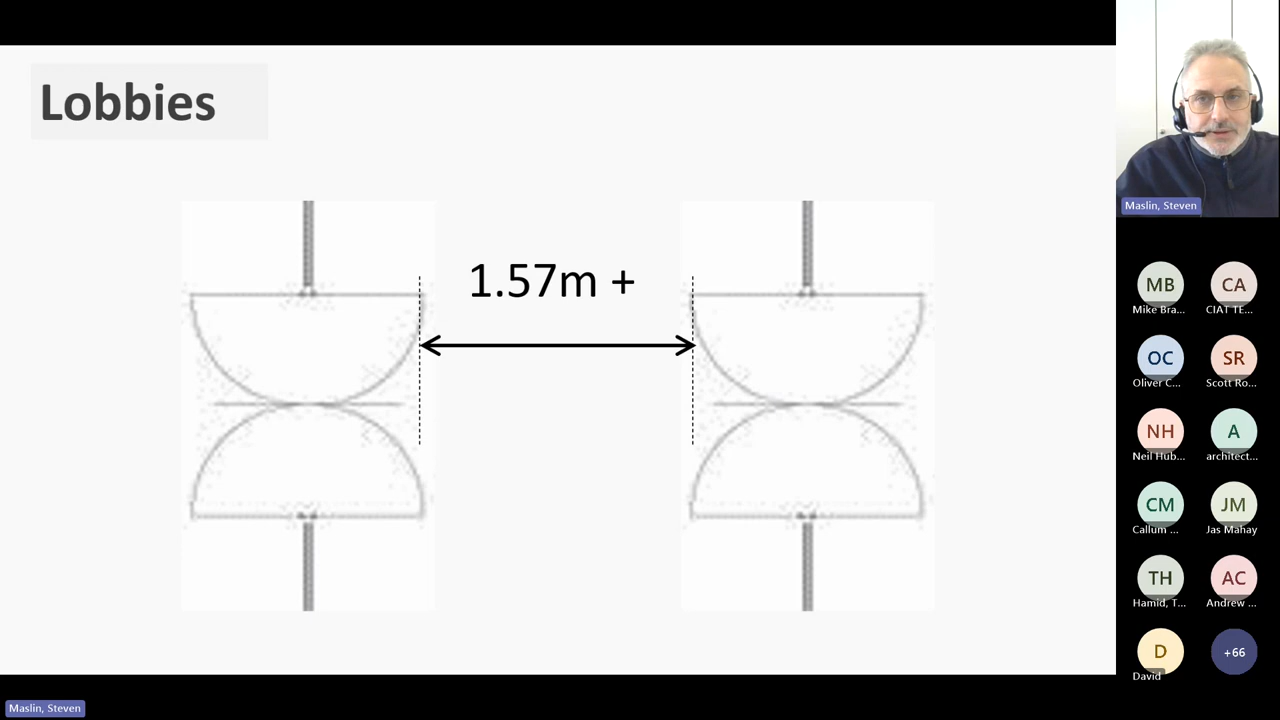 Lobbies
1.57m +
Maslin, Steven
MB
Mike Bra...
CA
CIAT TE...
OC
Oliver C...
SR
Scott Ro...
NH
Neil Hub...
A
architect...
CM
Callum ...
JM
Jas Mahay
TH
Hamid, T...
AC
Andrew ...
D
David
+66
Maslin, Steven